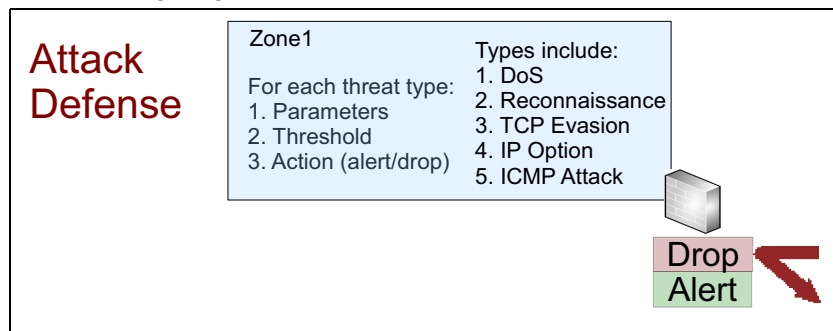 Attack
Defense
Zone1
For each threat type:
1. Parameters
2. Threshold
3. Action (alert/drop)
Types include:
1. DoS
2. Reconnaissance
3. TCP Evasion
4. IP Option
5. ICMP Attack
Drop
Alert